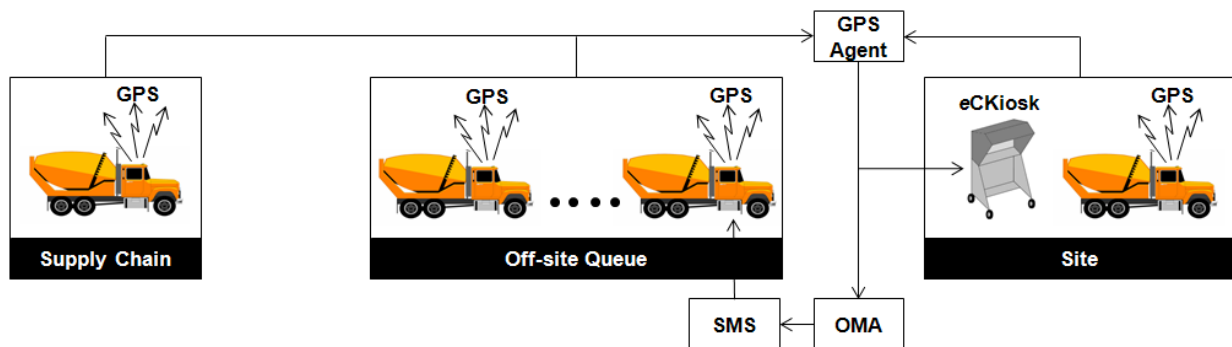 GPS
Agent
GPS
GPS
GPS
eCKiosk
GPS
Supply Chain
Off-site Queue
Site
SMS
OMA